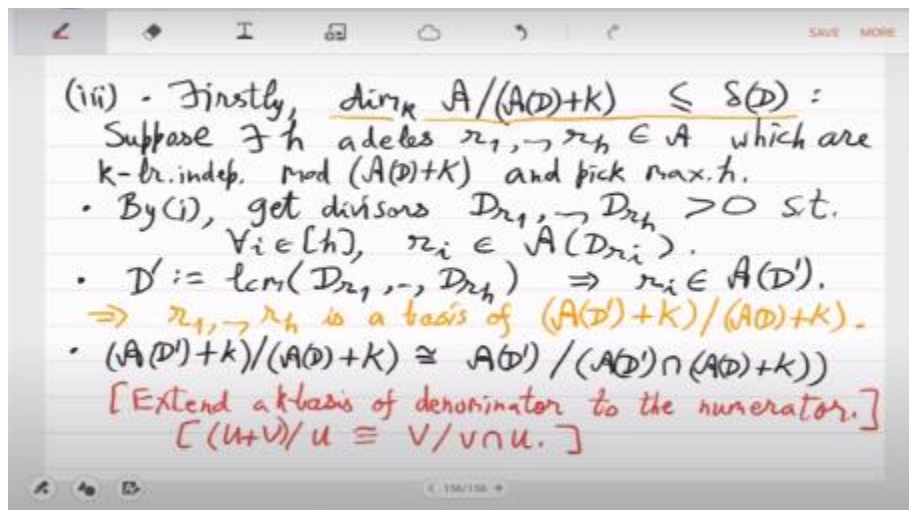 SAVE MORE
(iii) - Firstly, dim_k A/(A(D)+K) ≤ δ(D) :
Suppose ∃ h adeles r_1,-,r_h ∈ A which are
k-lr.indep. mod (A(D)+K) and pick max.h.
• By(i), get divisors D_{r_1},-,D_{r_h} >0 s.t.
∀i∈[h], r_i ∈ A(D_{r_i}).
• D' := lcm(D_{r_1},-,D_{r_h}) ⇒ r_i ∈ A(D').
⇒ r_1,-,r_h is a basis of (A(D')+K)/(A(D)+K).
• (A(D')+K)/(A(D)+K) ≅ A(D')/(A(D')∩(A(D)+K))
[Extend a k-basis of denominator to the numerator.]
[(U+V)/U ≅ V/V∩U.]
156/156